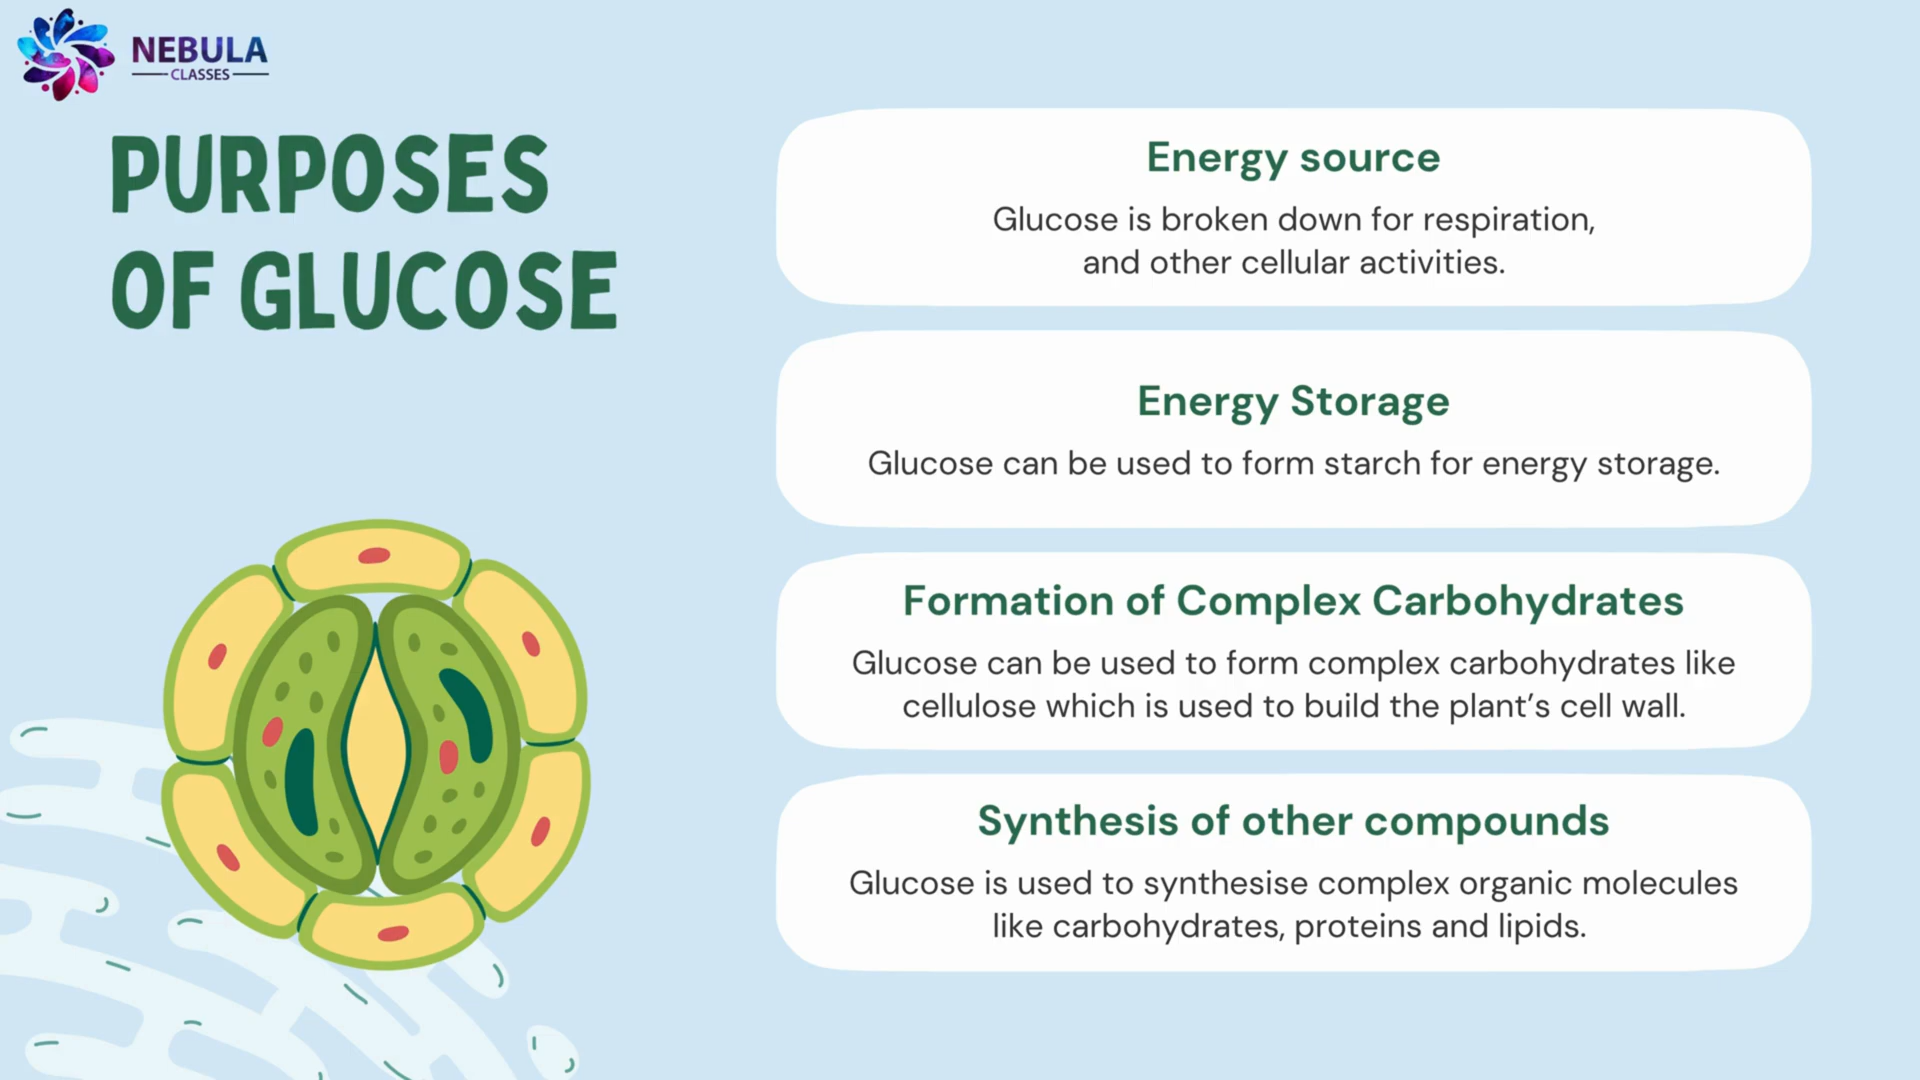 NEBULA
CLASSES
PURPOSES
OF GLUCOSE
Energy source
Glucose is broken down for respiration,
and other cellular activities.
Energy Storage
Glucose can be used to form starch for energy storage.
Formation of Complex Carbohydrates
Glucose can be used to form complex carbohydrates like
cellulose which is used to build the plant’s cell wall.
Synthesis of other compounds
Glucose is used to synthesise complex organic molecules
like carbohydrates, proteins and lipids.